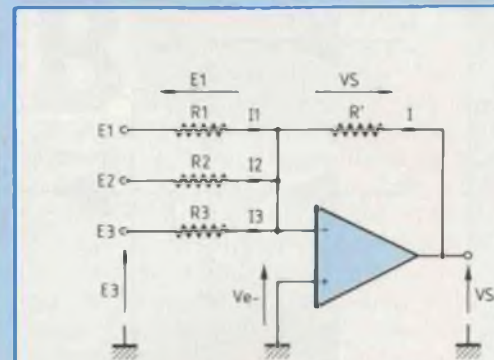 E1 VS
R1 I1 R' I
E1
R2 I2
E2
R3 I3
E3
-
+
E3 Ve- VS